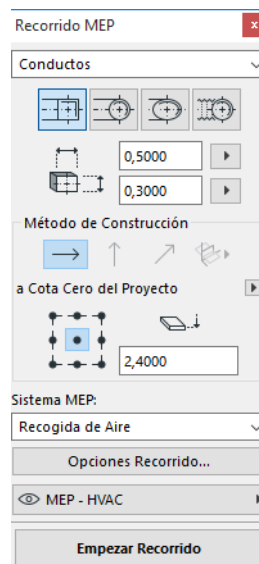 Recorrido MEP
x
Conductos
0,5000
0,3000
Método de Construcción
a Cota Cero del Proyecto
2,4000
Sistema MEP:
Recogida de Aire
Opciones Recorrido...
MEP - HVAC
Empezar Recorrido